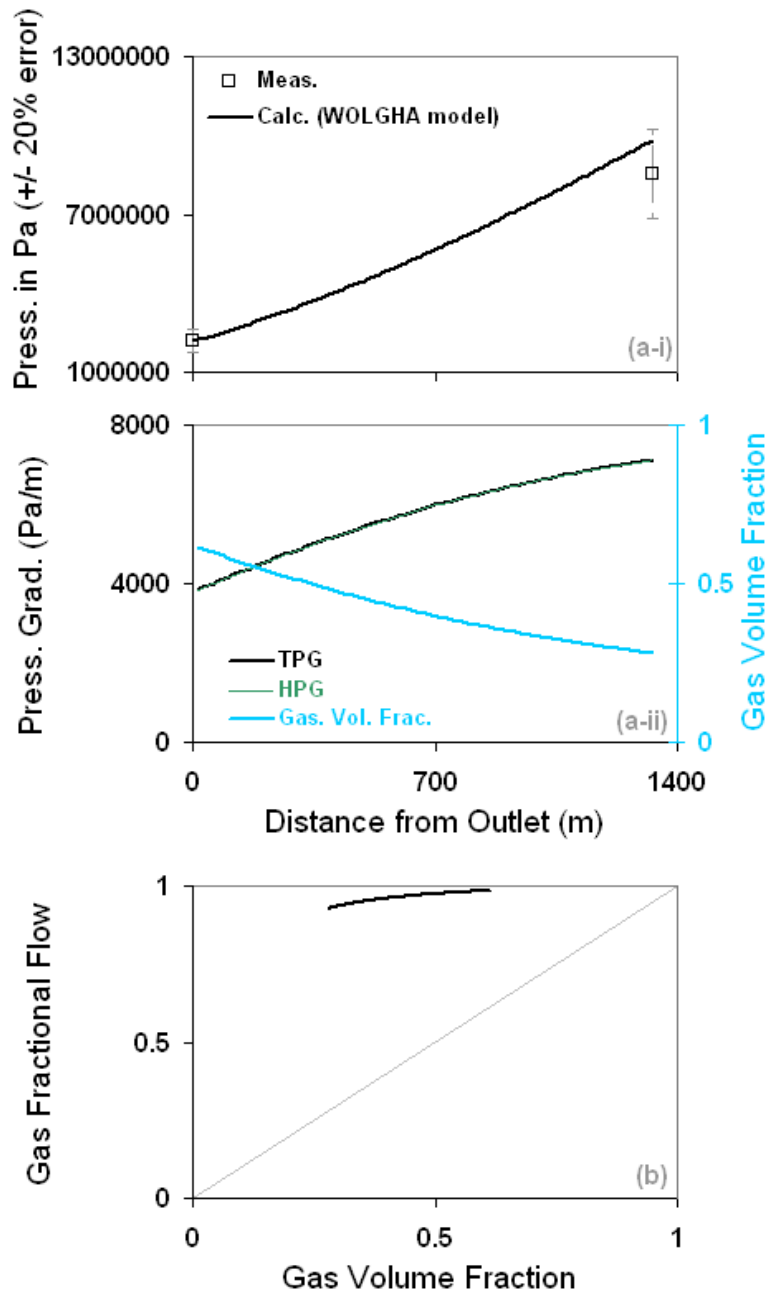 Press. in Pa (+/- 20% error)
13000000
7000000
1000000
Meas.
Calc. (WOLGHA model)
(a-i)
Press. Grad. (Pa/m)
8000
4000
0
1
0.5
0
Gas Volume Fraction
TPG
HPG
Gas. Vol. Frac.
(a-ii)
0 700 1400
Distance from Outlet (m)
Gas Fractional Flow
1
0.5
0
(b)
0 0.5 1
Gas Volume Fraction